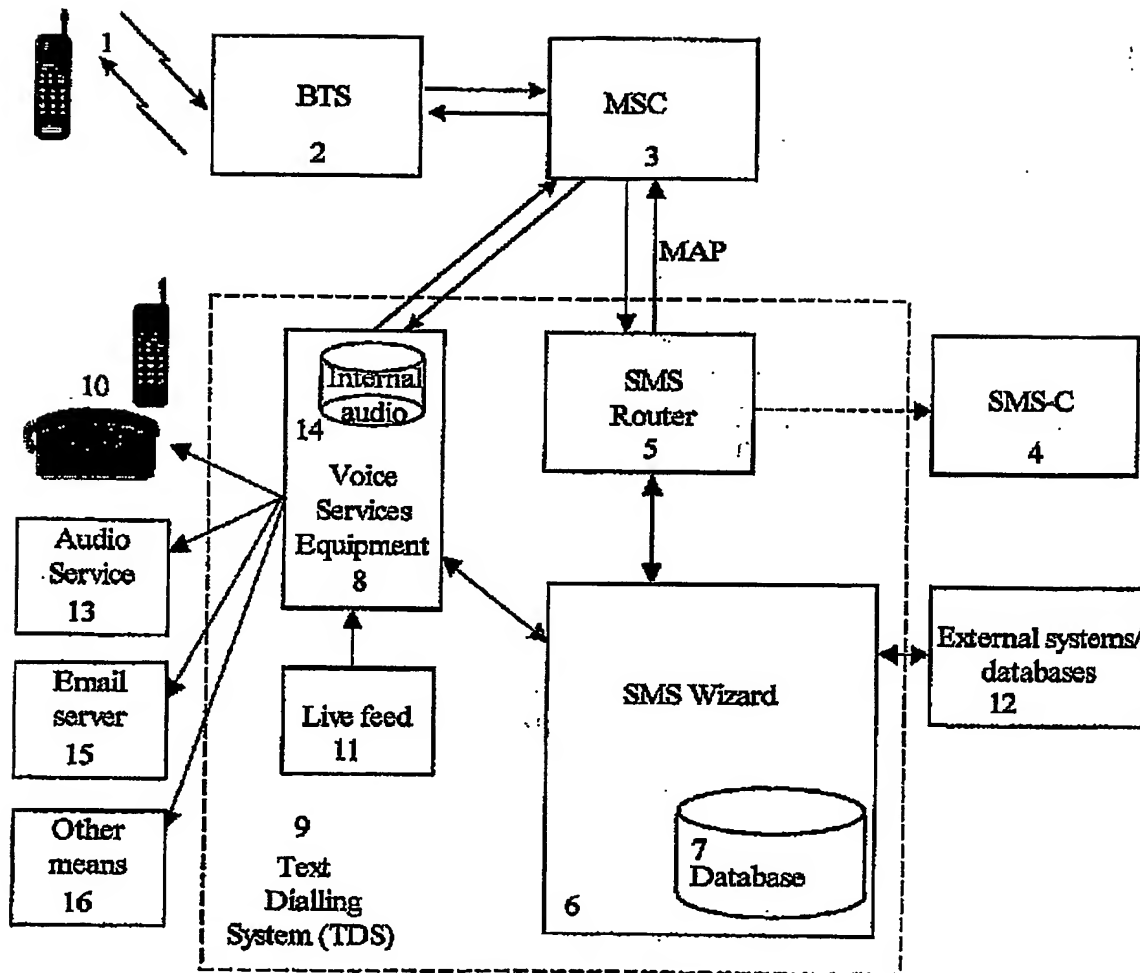 1
BTS
2
MSC
3
MAP
10
Internal
audio
14
Voice
Services
Equipment
8
SMS
Router
5
SMS-C
4
Audio
Service
13
Email
server
15
Other
means
16
Live feed
11
SMS Wizard
External systems/
databases
12
7
Database
6
9
Text
Dialling
System (TDS)